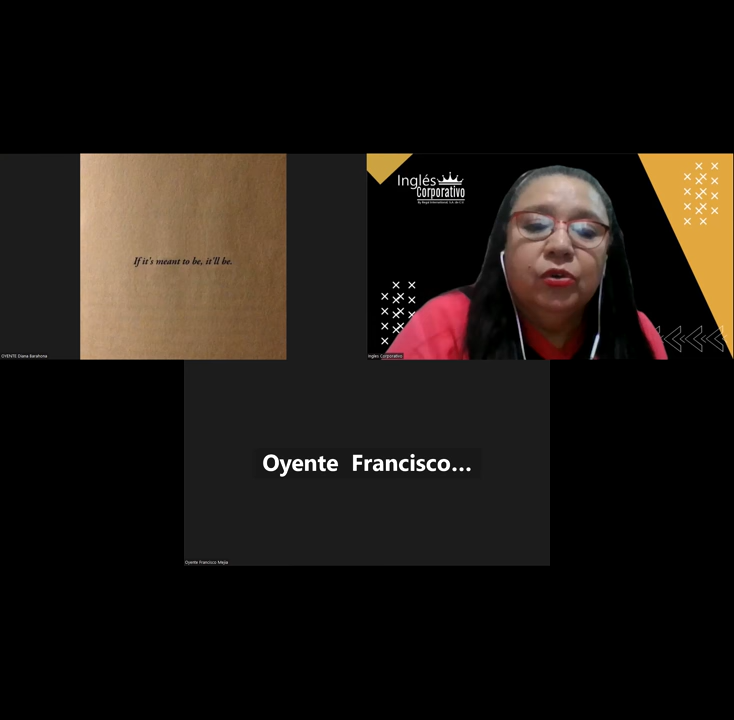 If it's meant to be, it'll be.
OYENTE Diana Barahona
Inglés
Corporativo
Inglés Corporativo
Oyente Francisco...
Oyente Francisco Mejia